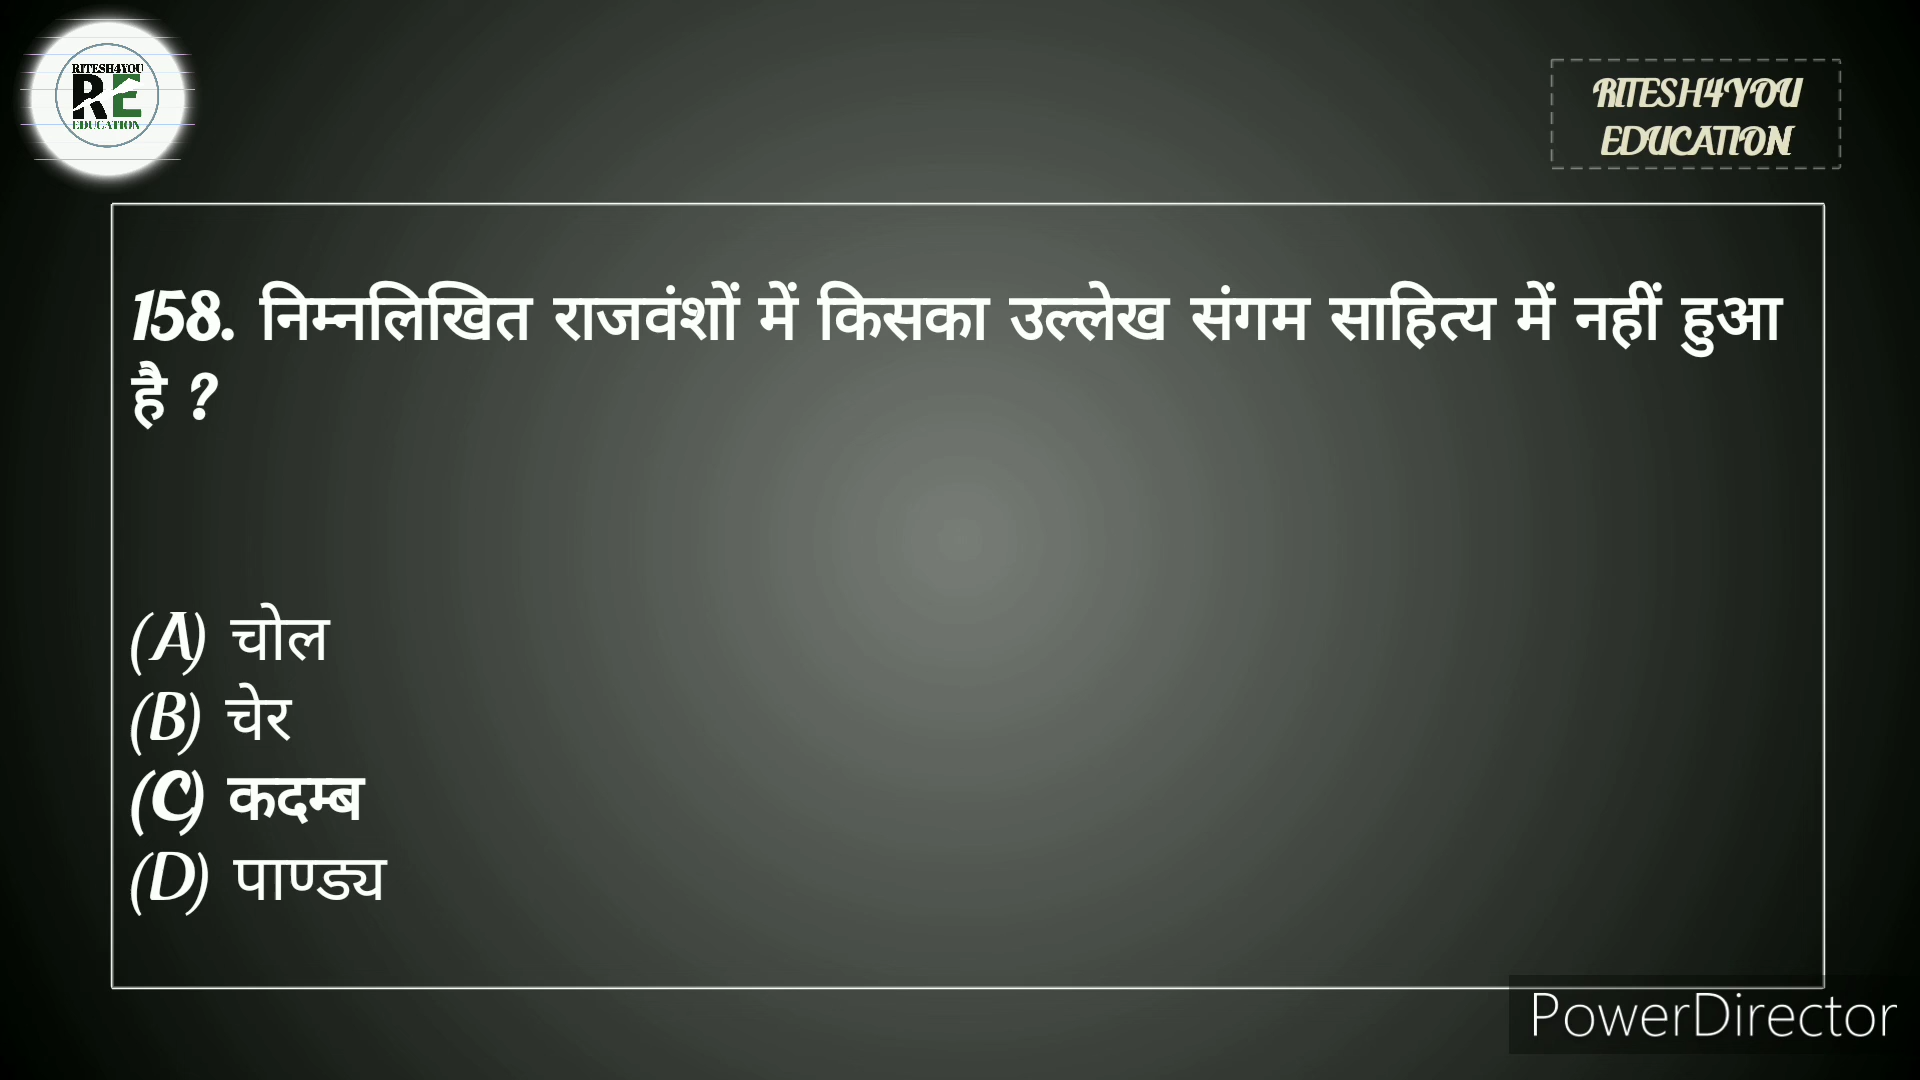 RITESH4YOU
RE
EDUCATION
RITESH4YOU
EDUCATION
158. निम्नलिखित राजवंशों में किसका उल्लेख संगम साहित्य में नहीं हुआ
है ?
(A) चोल
(B) चेर
(C) कदम्ब
(D) पाण्ड्य
PowerDirector